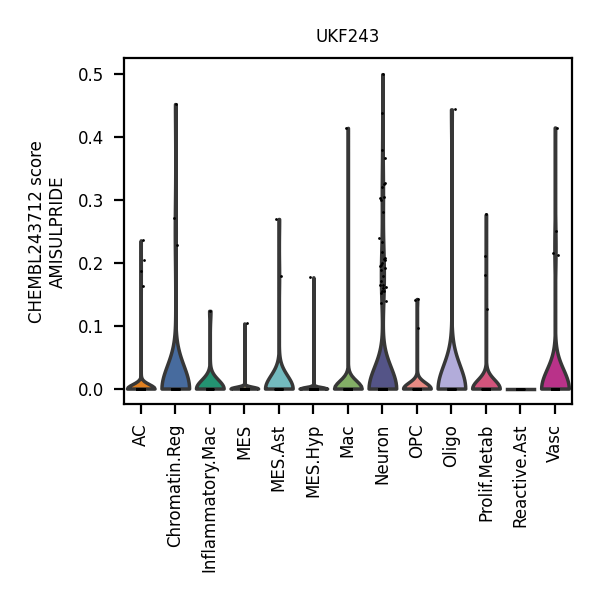 UKF243
CHEMBL243712 score
AMISULPRIDE
0.5
0.4
0.3
0.2
0.1
0.0
AC
Chromatin.Reg
Inflammatory.Mac
MES
MES.Ast
MES.Hyp
Mac
Neuron
OPC
Oligo
Prolif.Metab
Reactive.Ast
Vasc